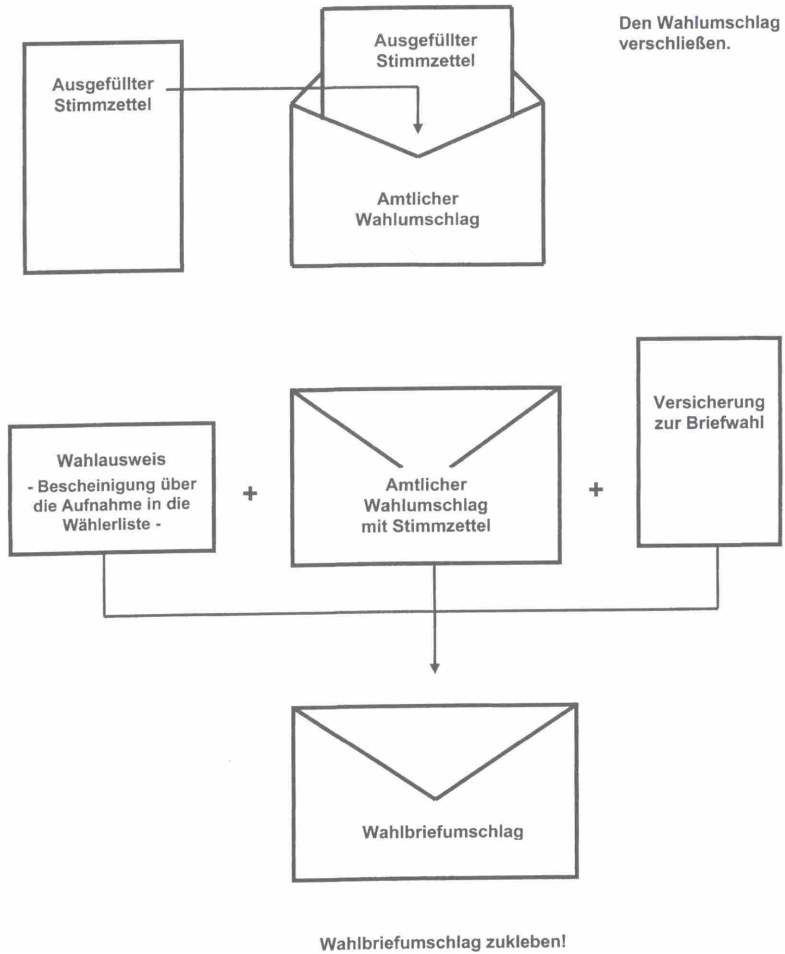 Den Wahlumschlag
verschließen.
Ausgefüllter
Stimmzettel
Ausgefüllter
Stimmzettel
Amtlicher
Wahlumschlag
Wahlausweis
- Bescheinigung über
die Aufnahme in die
Wählerliste -
+
Amtlicher
Wahlumschlag
mit Stimmzettel
+
Versicherung
zur Briefwahl
Wahlbriefumschlag
Wahlbriefumschlag zukleben!